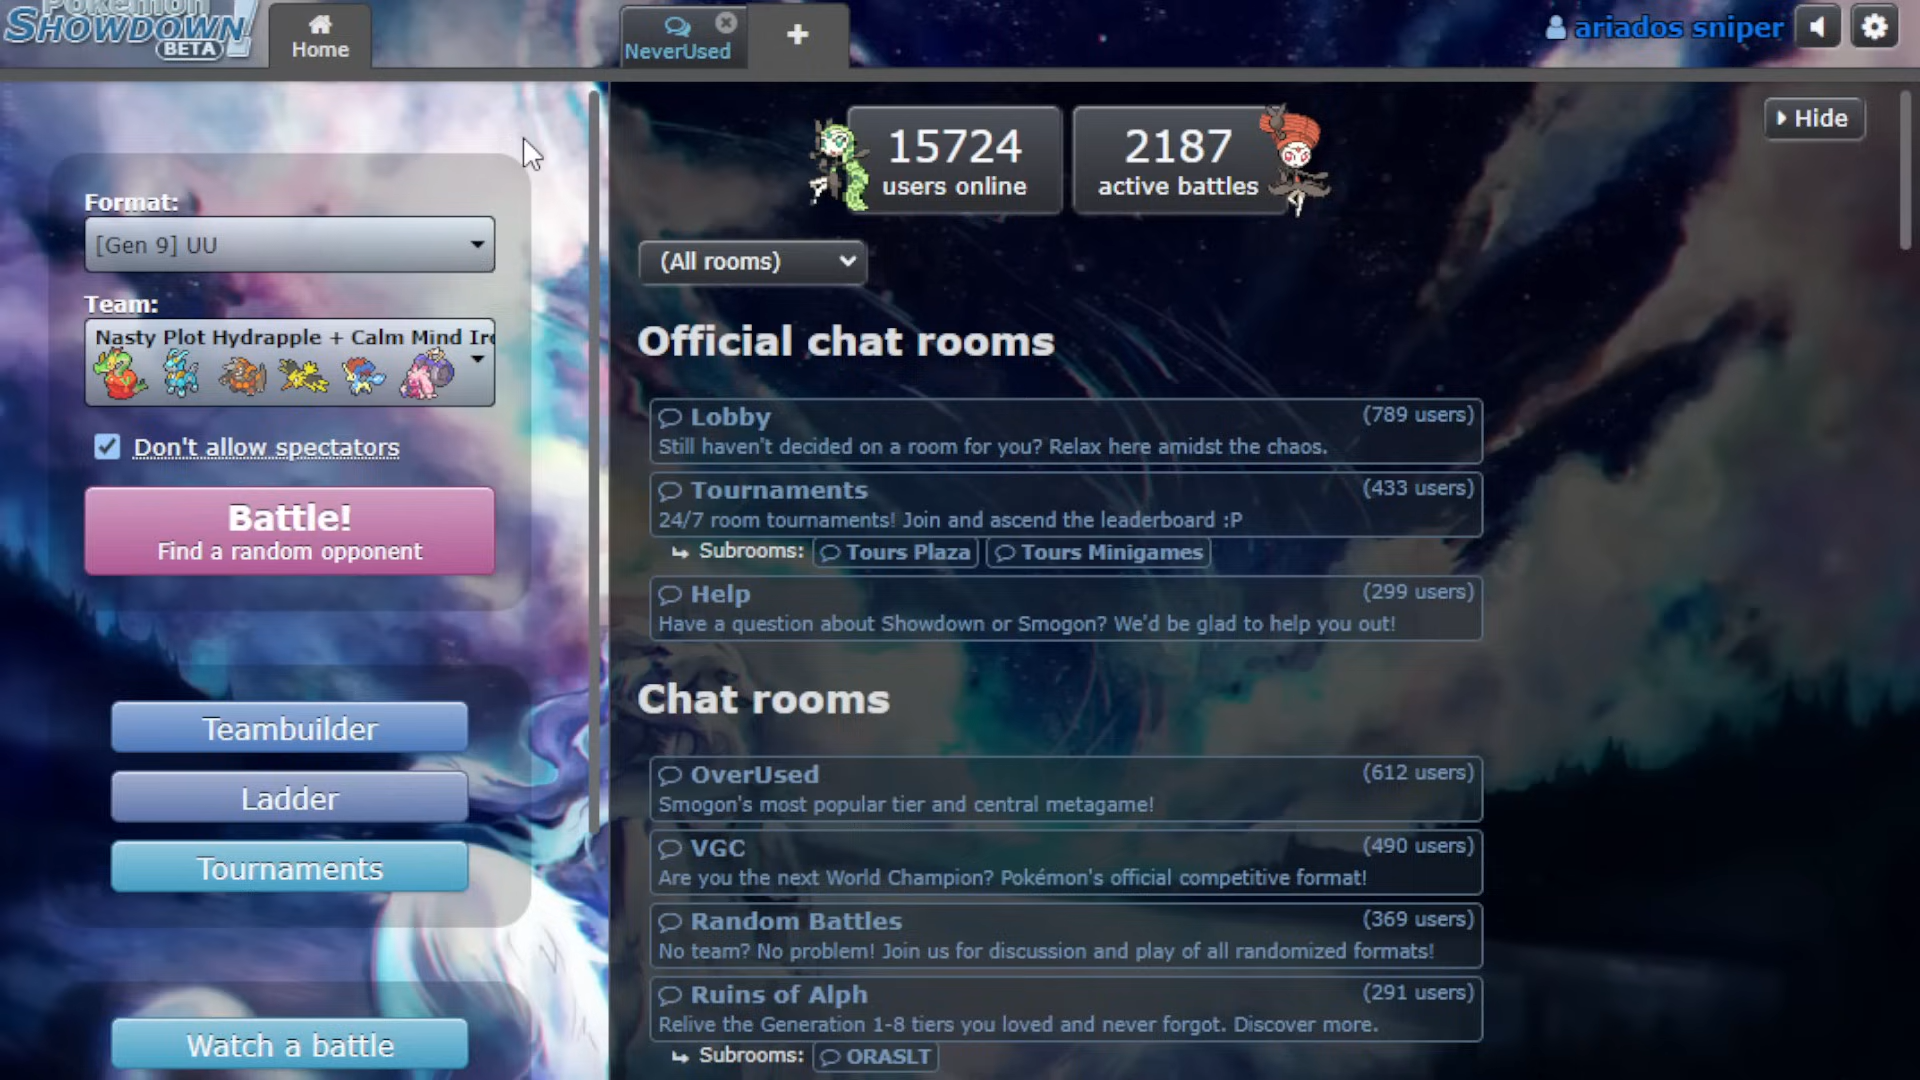 Pokémon
SHOWDOWN!
BETA
Home
NeverUsed
+
ariados sniper
15724
users online
2187
active battles
Hide
Format:
[Gen 9] UU
Team:
Nasty Plot Hydrapple + Calm Mind Iro
Don't allow spectators
Battle!
Find a random opponent
Teambuilder
Ladder
Tournaments
Watch a battle
(All rooms)
Official chat rooms
Lobby (789 users)
Still haven't decided on a room for you? Relax here amidst the chaos.
Tournaments (433 users)
24/7 room tournaments! Join and ascend the leaderboard :P
Subrooms: Tours Plaza Tours Minigames
Help (299 users)
Have a question about Showdown or Smogon? We'd be glad to help you out!
Chat rooms
OverUsed (612 users)
Smogon's most popular tier and central metagame!
VGC (490 users)
Are you the next World Champion? Pokémon's official competitive format!
Random Battles (369 users)
No team? No problem! Join us for discussion and play of all randomized formats!
Ruins of Alph (291 users)
Relive the Generation 1-8 tiers you loved and never forgot. Discover more.
Subrooms: ORASLT